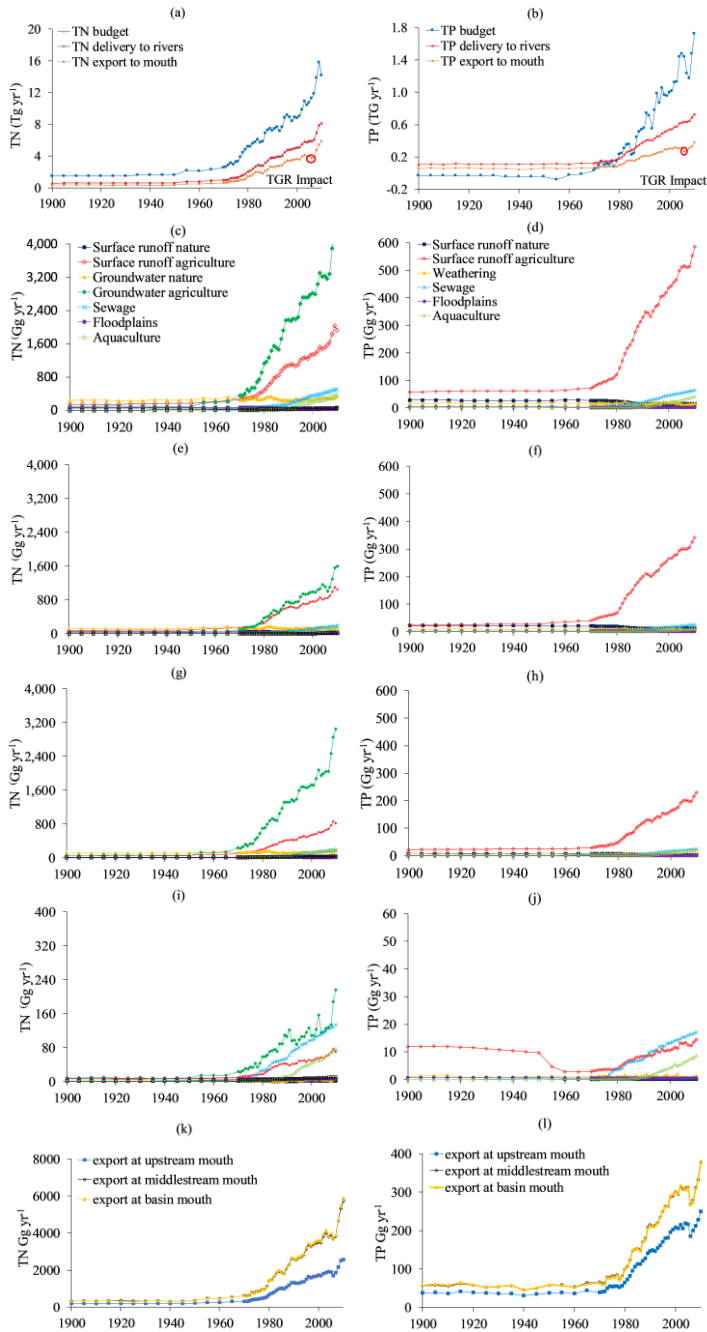 (a)
20
16
12
8
4
0
TN (Tg yr-1)
TN budget
TN delivery to rivers
TN export to mouth
TGR Impact
1900 1920 1940 1960 1980 2000
(b)
1.8
1.4
1.0
0.6
0.2
-0.2
TP (TG yr-1)
TP budget
TP delivery to rivers
TP export to mouth
TGR Impact
1900 1920 1940 1960 1980 2000
(c)
4,000
3,200
2,400
1,600
800
0
TN (Gg yr-1)
Surface runoff nature
Surface runoff agriculture
Groundwater nature
Groundwater agriculture
Sewage
Floodplains
Aquaculture
1900 1920 1940 1960 1980 2000
(d)
600
500
400
300
200
100
0
TP (Gg yr-1)
Surface runoff nature
Surface runoff agriculture
Weathering
Sewage
Floodplains
Aquaculture
1900 1920 1940 1960 1980 2000
(e)
4,000
3,200
2,400
1,600
800
0
TN (Gg yr-1)
1900 1920 1940 1960 1980 2000
(f)
600
500
400
300
200
100
0
TP (Gg yr-1)
1900 1920 1940 1960 1980 2000
(g)
4,000
3,200
2,400
1,600
800
0
TN (Gg yr-1)
1900 1920 1940 1960 1980 2000
(h)
600
500
400
300
200
100
0
TP (Gg yr-1)
1900 1920 1940 1960 1980 2000
(i)
400
320
240
160
80
0
TN (Gg yr-1)
1900 1920 1940 1960 1980 2000
(j)
60
50
40
30
20
10
0
TP (Gg yr-1)
1900 1920 1940 1960 1980 2000
(k)
8000
6000
4000
2000
0
TN Gg yr-1
export at upstream mouth
export at middlestream mouth
export at basin mouth
1900 1920 1940 1960 1980 2000
(l)
400
300
200
100
0
TP Gg yr-1
export at upstream mouth
export at middlestream mouth
export at basin mouth
1900 1920 1940 1960 1980 2000